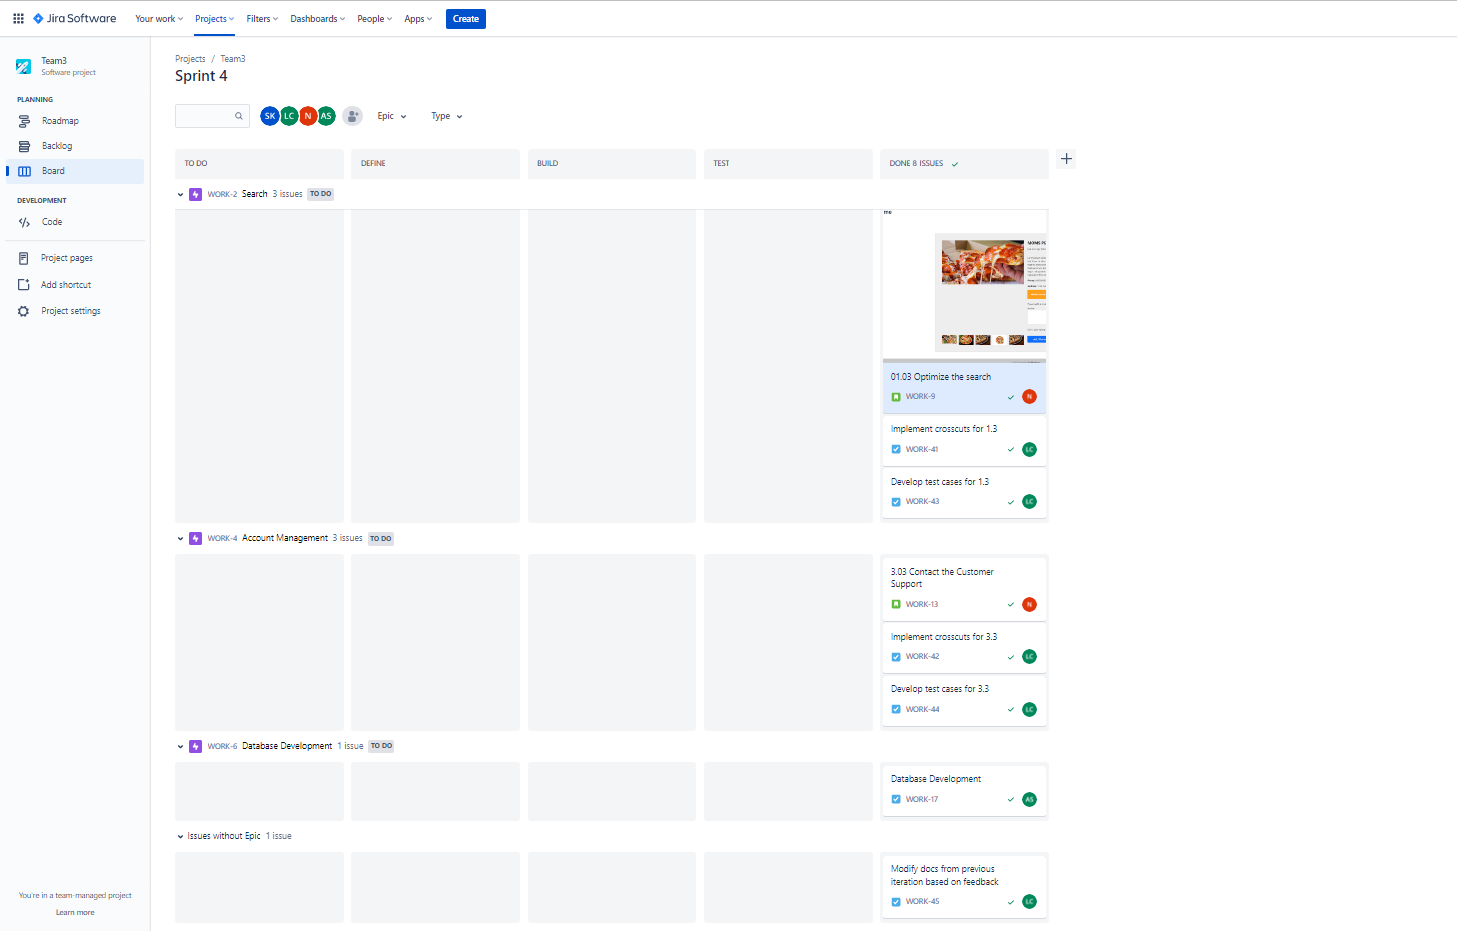 Jira Software Your work Projects Filters Dashboards People Apps Create
Team3
Software project
PLANNING
Roadmap
Backlog
Board
DEVELOPMENT
Code
Project pages
Add shortcut
Project settings
You're in a team-managed project
Learn more
Projects / Team3
Sprint 4
SK LC N AS Epic Type
TO DO DEFINE BUILD TEST DONE 8 ISSUES
WORK-2 Search 3 issues TO DO
me
01.03 Optimize the search
WORK-9 N
Implement crosscuts for 1.3
WORK-41 LC
Develop test cases for 1.3
WORK-43 LC
WORK-4 Account Management 3 issues TO DO
3.03 Contact the Customer
Support
WORK-13 N
Implement crosscuts for 3.3
WORK-42 LC
Develop test cases for 3.3
WORK-44 LC
WORK-6 Database Development 1 issue TO DO
Database Development
WORK-17 AS
Issues without Epic 1 issue
Modify docs from previous
iteration based on feedback
WORK-45 LC